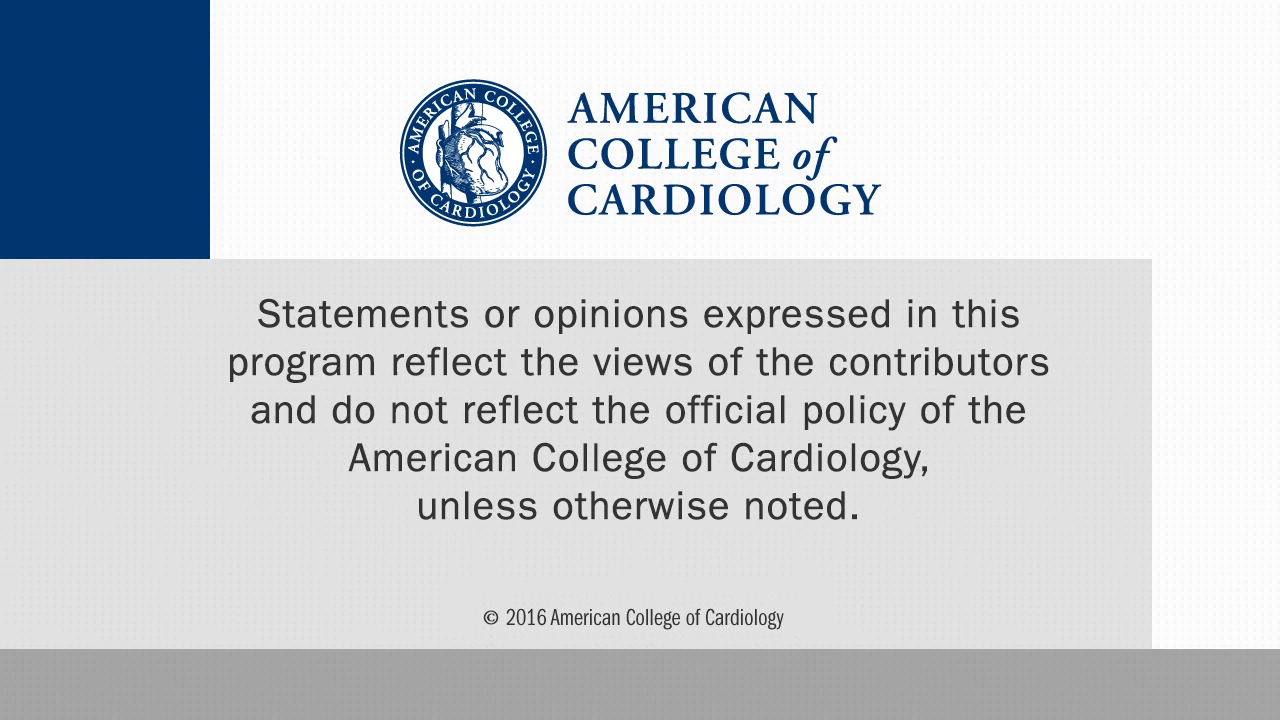 AMERICAN COLLEGE
OF CARDIOLOGY
AMERICAN
COLLEGE of
CARDIOLOGY
Statements or opinions expressed in this
program reflect the views of the contributors
and do not reflect the official policy of the
American College of Cardiology,
unless otherwise noted.
© 2016 American College of Cardiology